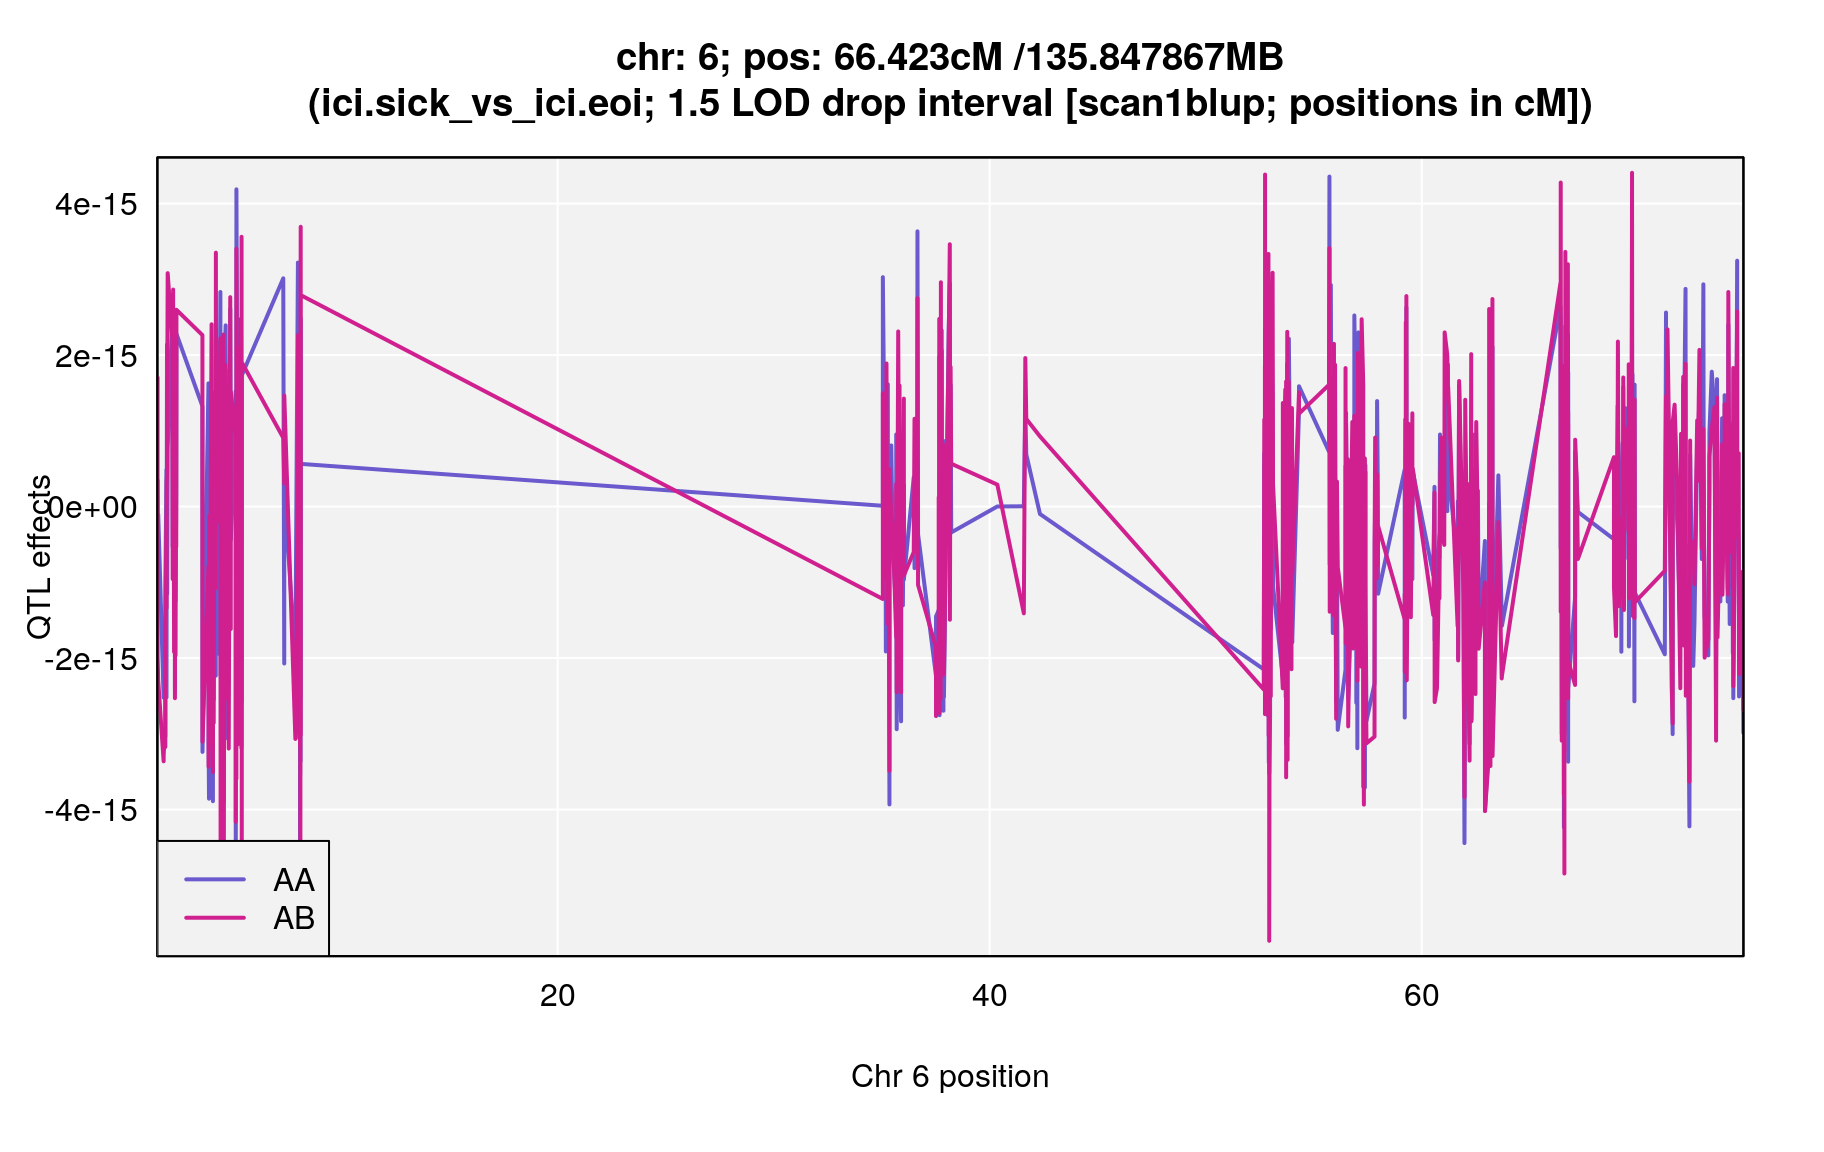 chr: 6; pos: 66.423cM /135.847867MB
(ici.sick_vs_ici.eoi; 1.5 LOD drop interval [scan1blup; positions in cM])
QTL effects
4e-15
2e-15
0e+00
-2e-15
-4e-15
AA
AB
20
40
60
Chr 6 position